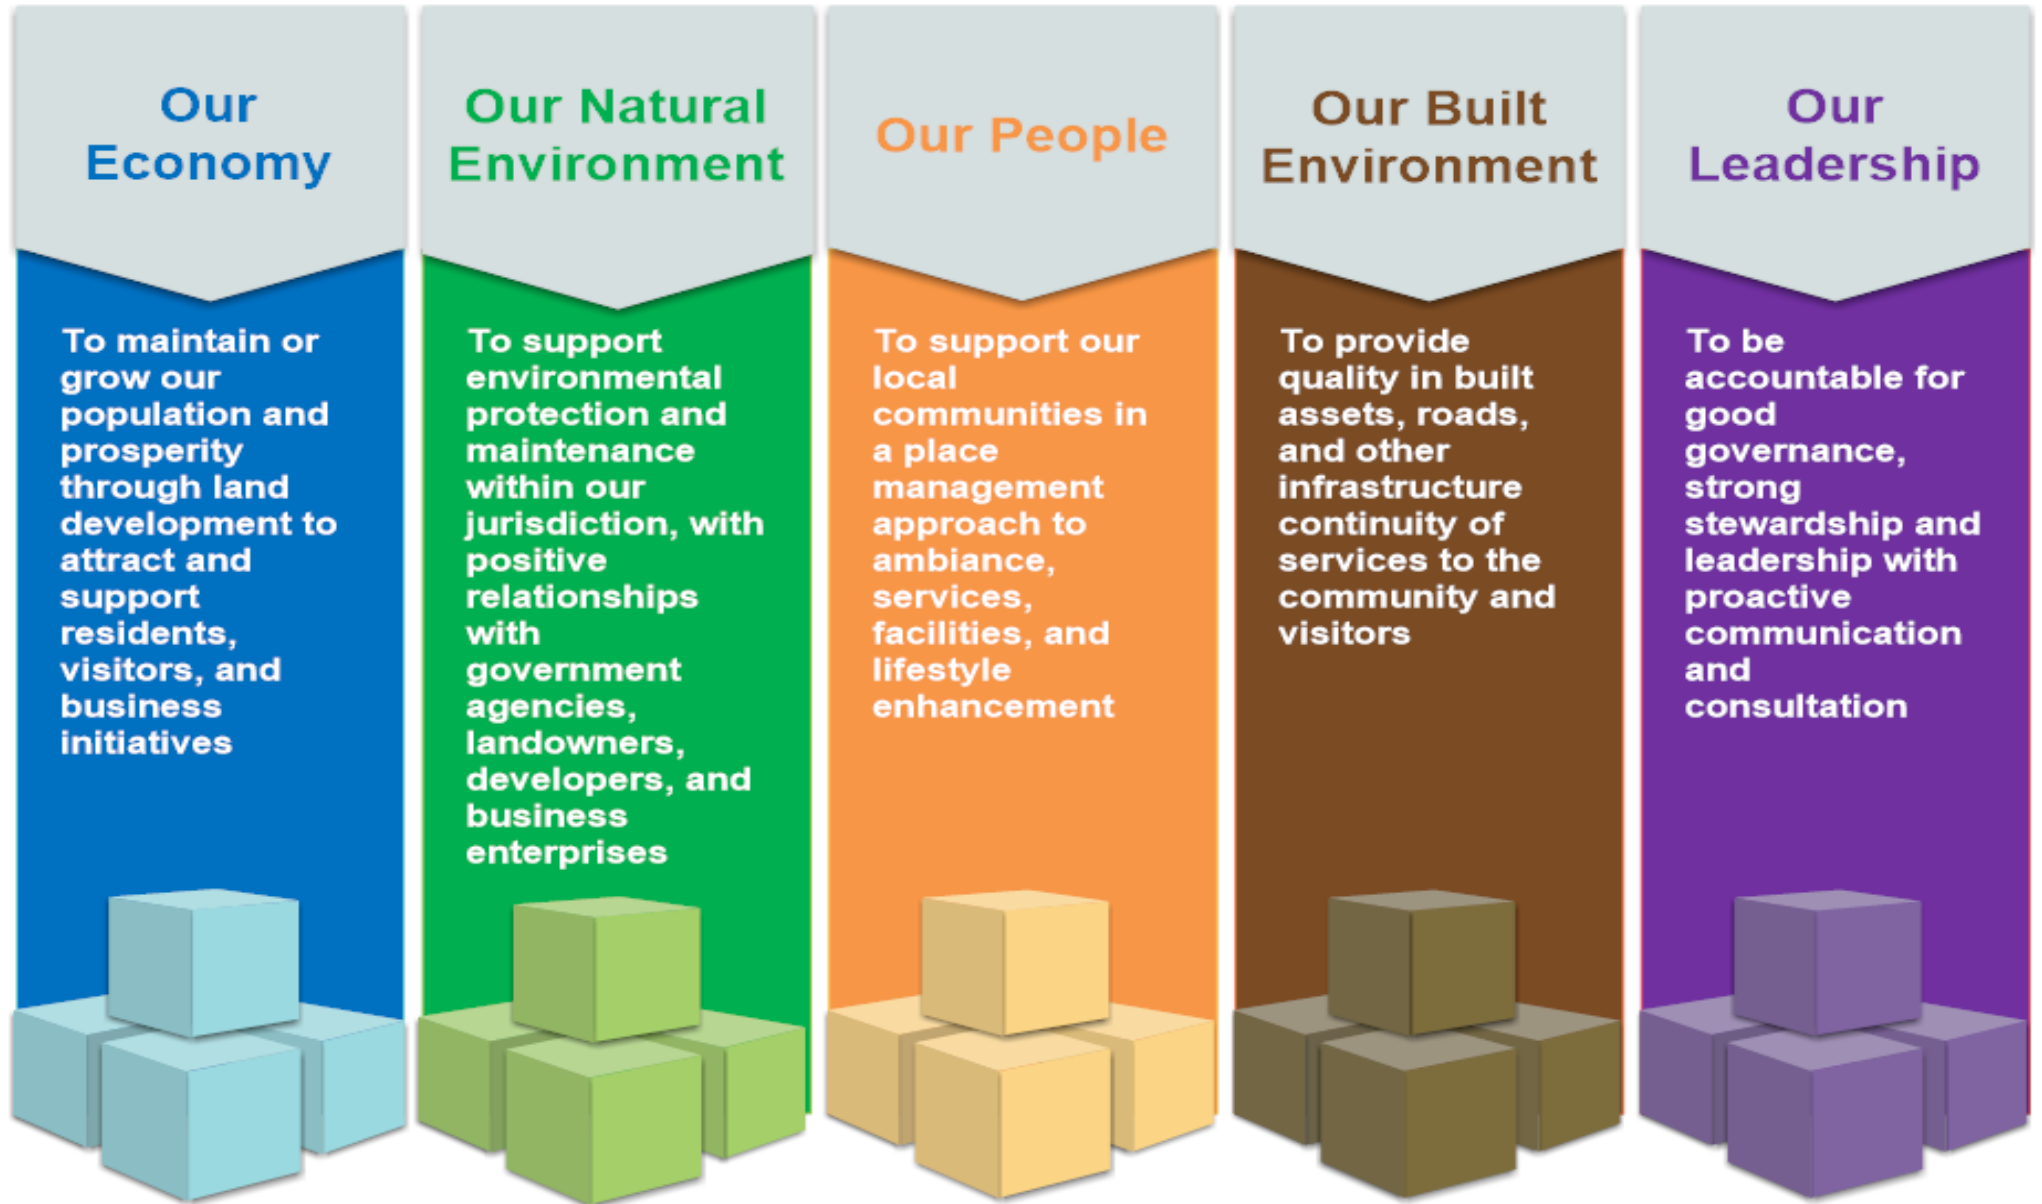 Our
Economy
To maintain or
grow our
population and
prosperity
through land
development to
attract and
support
residents,
visitors, and
business
initiatives
Our Natural
Environment
To support
environmental
protection and
maintenance
within our
jurisdiction, with
positive
relationships
with
government
agencies,
landowners,
developers, and
business
enterprises
Our People
To support our
local
communities in
a place
management
approach to
ambiance,
services,
facilities, and
lifestyle
enhancement
Our Built
Environment
To provide
quality in built
assets, roads,
and other
infrastructure
continuity of
services to the
community and
visitors
Our
Leadership
To be
accountable for
good
governance,
strong
stewardship and
leadership with
proactive
communication
and
consultation